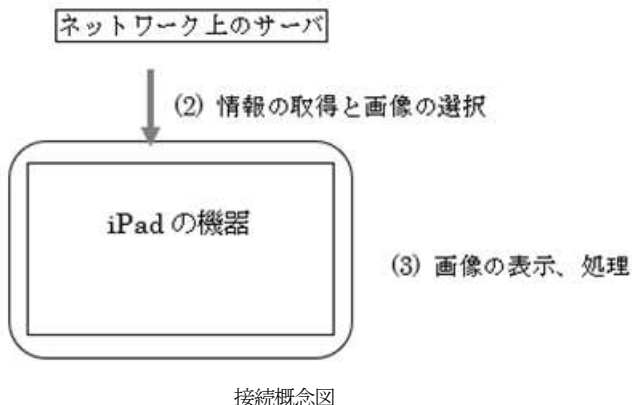 ネットワーク上のサーバ
(2) 情報の取得と画像の選択
iPad の機器
(3) 画像の表示、処理
接続概念図